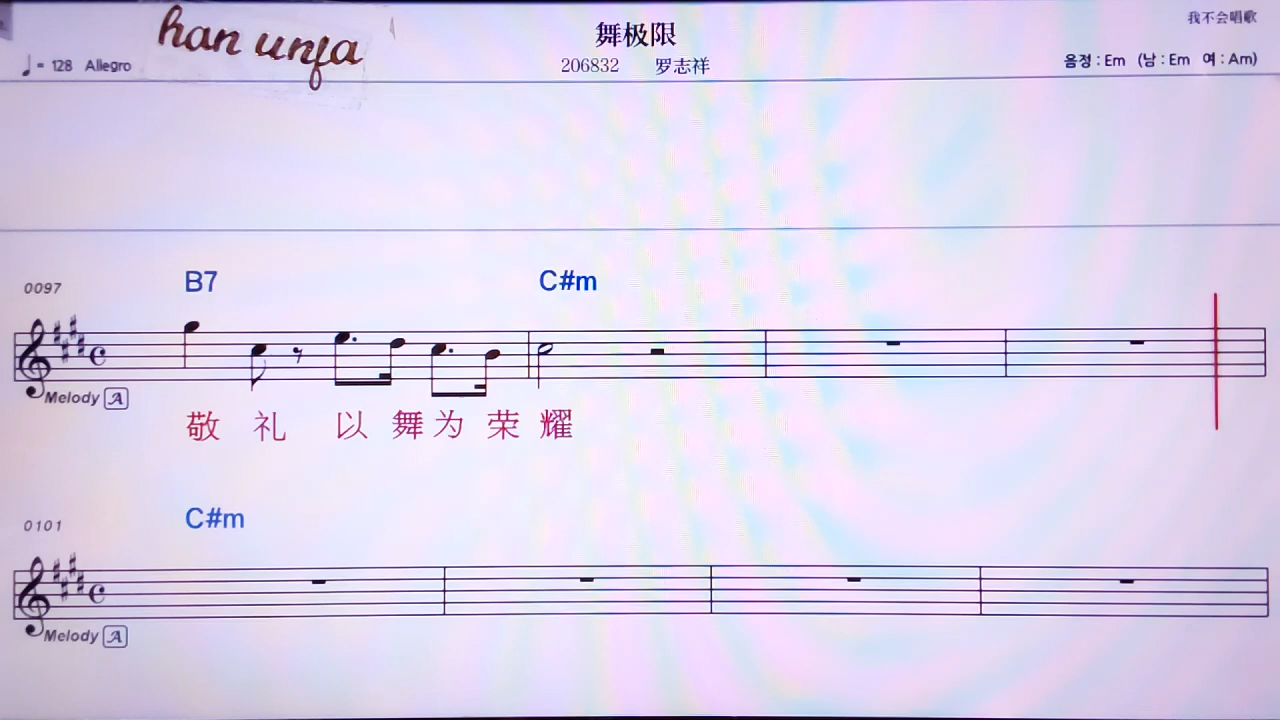 han unfa
舞极限
我不会唱歌
♩ = 128 Allegro
206832 罗志祥
음정 : Em (남 : Em 여 : Am)
0097
B7 C#m
Melody A
敬 礼 以 舞 为 荣 耀
0101
C#m
Melody A